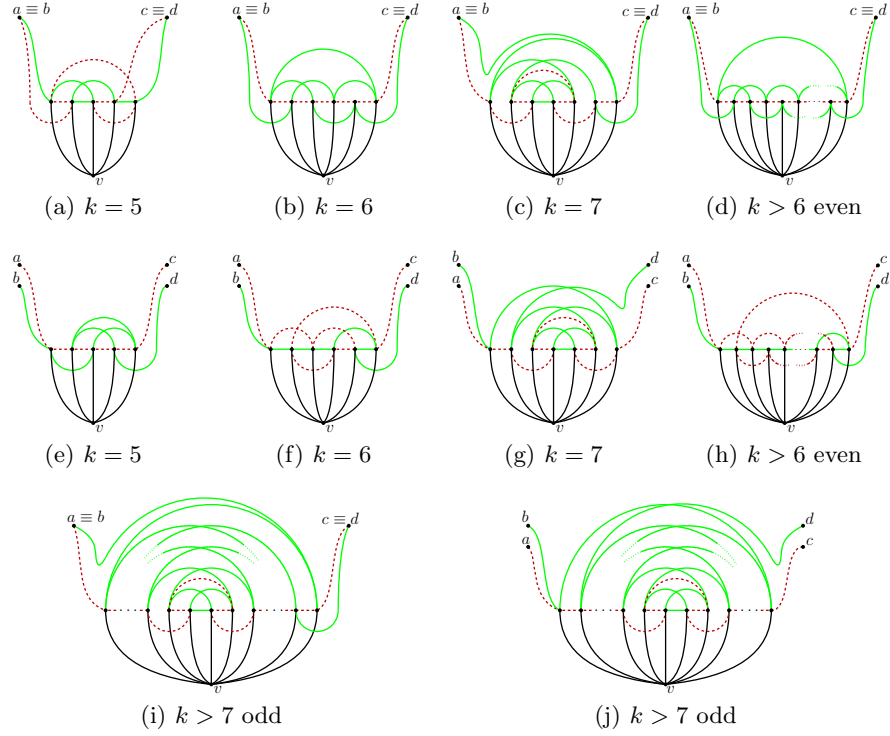 a ≡ b c ≡ d a ≡ b c ≡ d a ≡ b c ≡ d a ≡ b c ≡ d
v v v v
(a) k = 5 (b) k = 6 (c) k = 7 (d) k > 6 even
a c a c b d a c
b d b d a c b d
v v v v
(e) k = 5 (f) k = 6 (g) k = 7 (h) k > 6 even
a ≡ b c ≡ d b d
a c
v v
(i) k > 7 odd (j) k > 7 odd